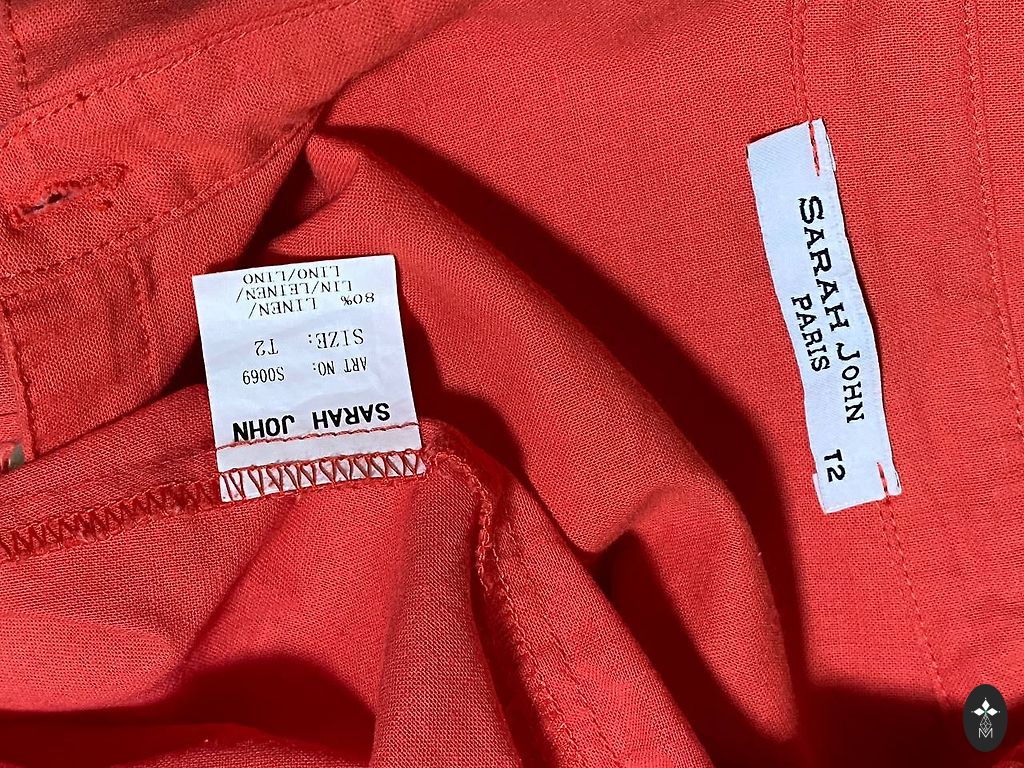 SARAH JOHN
ART NO: S0069
SIZE: T2
80% LINEN/
LIN/LEINEN/
LINO/LINO
SARAH JOHN
PARIS
T2
M